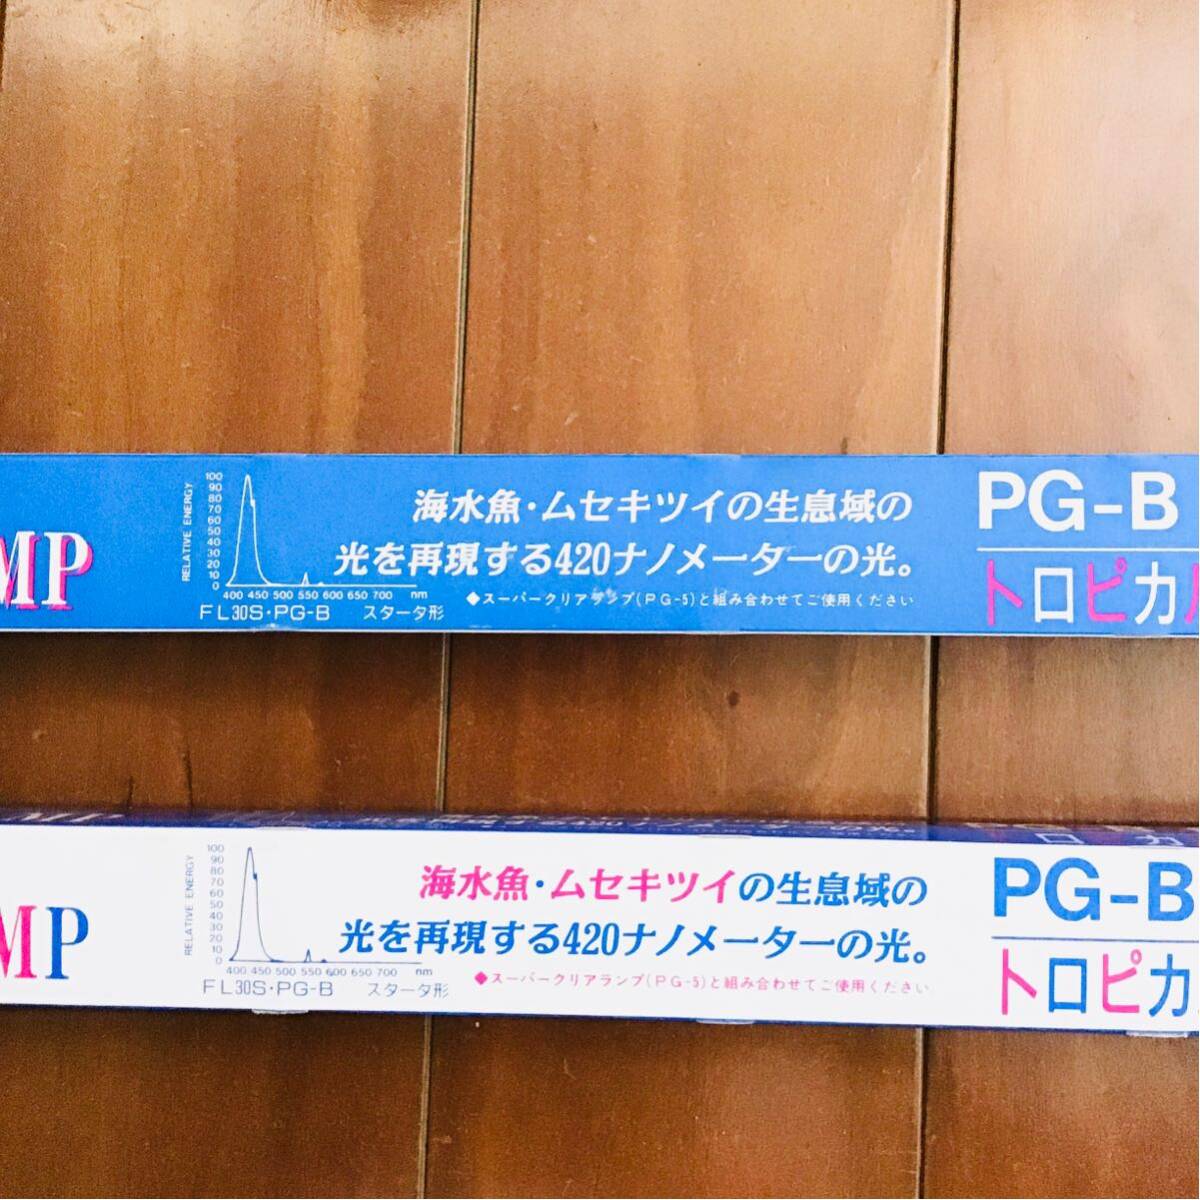 MP
RELATIVE ENERGY
100
90
80
70
60
50
40
30
20
10
0
400 450 500 550 600 650 700 nm
FL30S・PG-B スタータ形
海水魚・ムセキツイの生息域の
光を再現する420ナノメーターの光。
◆スーパークリアランプ(PG-5)と組み合わせてご使用ください
PG-B
トロピカル
MP
RELATIVE ENERGY
100
90
80
70
60
50
40
30
20
10
0
400 450 500 550 600 650 700 nm
FL30S・PG-B スタータ形
海水魚・ムセキツイの生息域の
光を再現する420ナノメーターの光。
◆スーパークリアランプ(PG-5)と組み合わせてご使用ください
PG-B
トロピカ